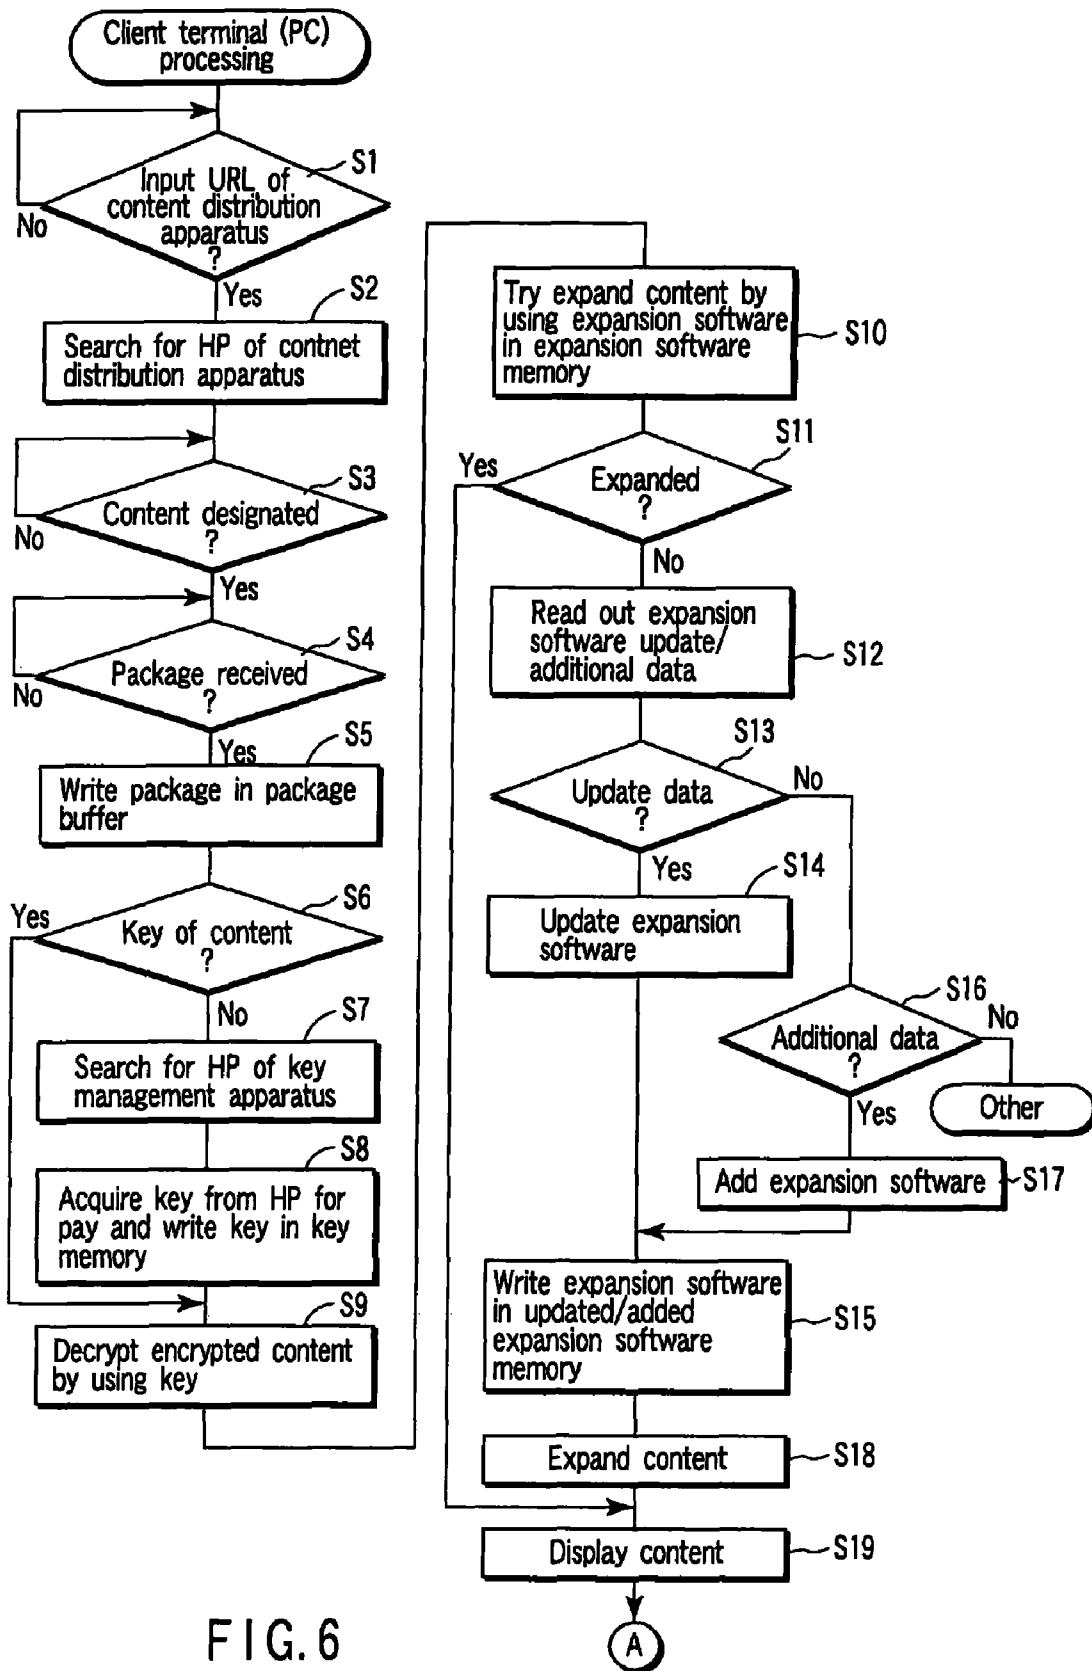 Client terminal (PC)
processing
S1
Input URL of
content distribution
apparatus
?
No
Yes
S2
Search for HP of contnet
distribution apparatus
S3
Content designated
?
No
Yes
S4
Package received
?
No
Yes
S5
Write package in package
buffer
S6
Yes
Key of content
?
No
S7
Search for HP of key
management apparatus
S8
Acquire key from HP for
pay and write key in key
memory
S9
Decrypt encrypted content
by using key
Try expand content by
using expansion software
in expansion software
memory
S10
S11
Yes
Expanded
?
No
Read out expansion
software update/
additional data
S12
S13
Update data
?
No
Yes
S14
Update expansion
software
S16
Additional data
?
No
Other
Yes
Add expansion software
S17
Write expansion software
in updated/added
expansion software
memory
S15
Expand content
S18
Display content
S19
A
FIG. 6